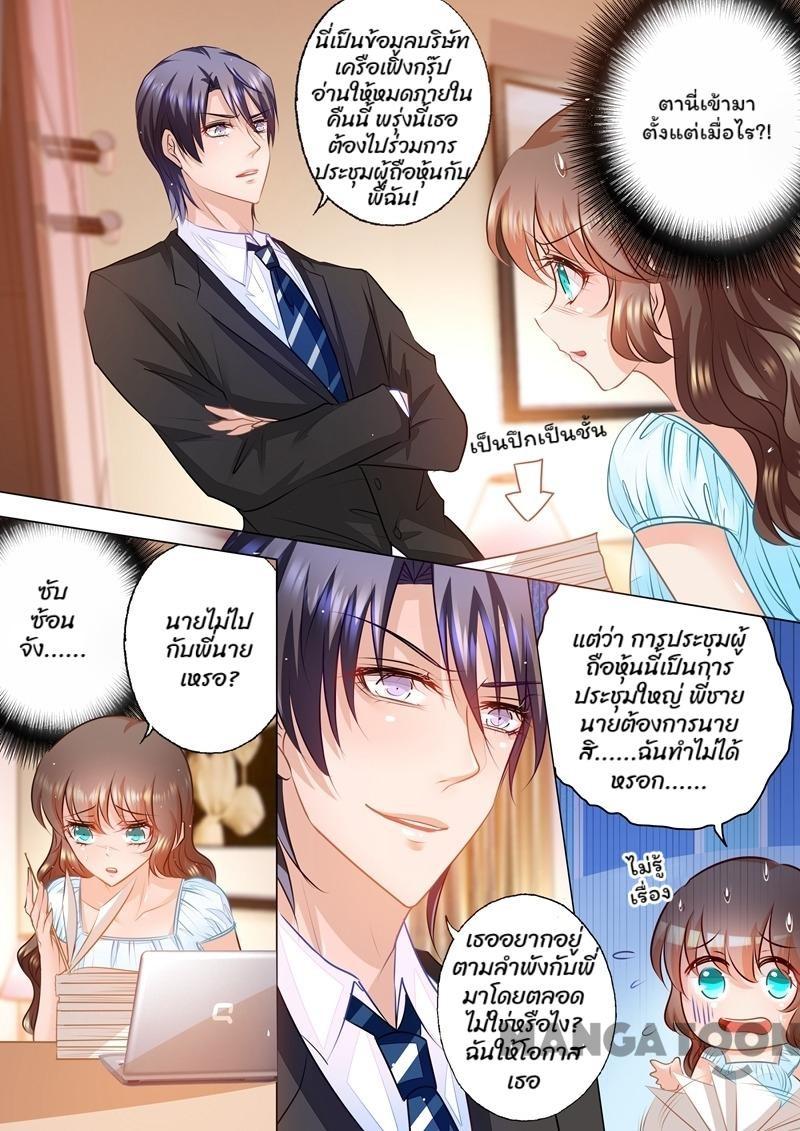 นี่เป็นข้อมูลบริษัท
เครือเฟิงกรุ๊ป
อ่านให้หมดภายใน
คืนนี้ พรุ่งนี้เธอ
ต้องไปร่วมการ
ประชุมผู้ถือหุ้นกับ
พี่ฉัน!
ตานี่เข้ามา
ตั้งแต่เมื่อไร?!
เป็นปึกเป็นชั้น
ซับ
ซ้อน
จัง......
นายไม่ไป
กับพี่นาย
เหรอ?
แต่ว่า การประชุมผู้
ถือหุ้นนี้เป็นการ
ประชุมใหญ่ พี่ชาย
นายต้องการนาย
สิ......ฉันทำไม่ได้
หรอก......
ไม่รู้
เรื่อง
เธออยากอยู่
ตามลำพังกับพี่
มาโดยตลอด
ไม่ใช่หรือไง?
ฉันให้โอกาส
เธอ
MANGATOON